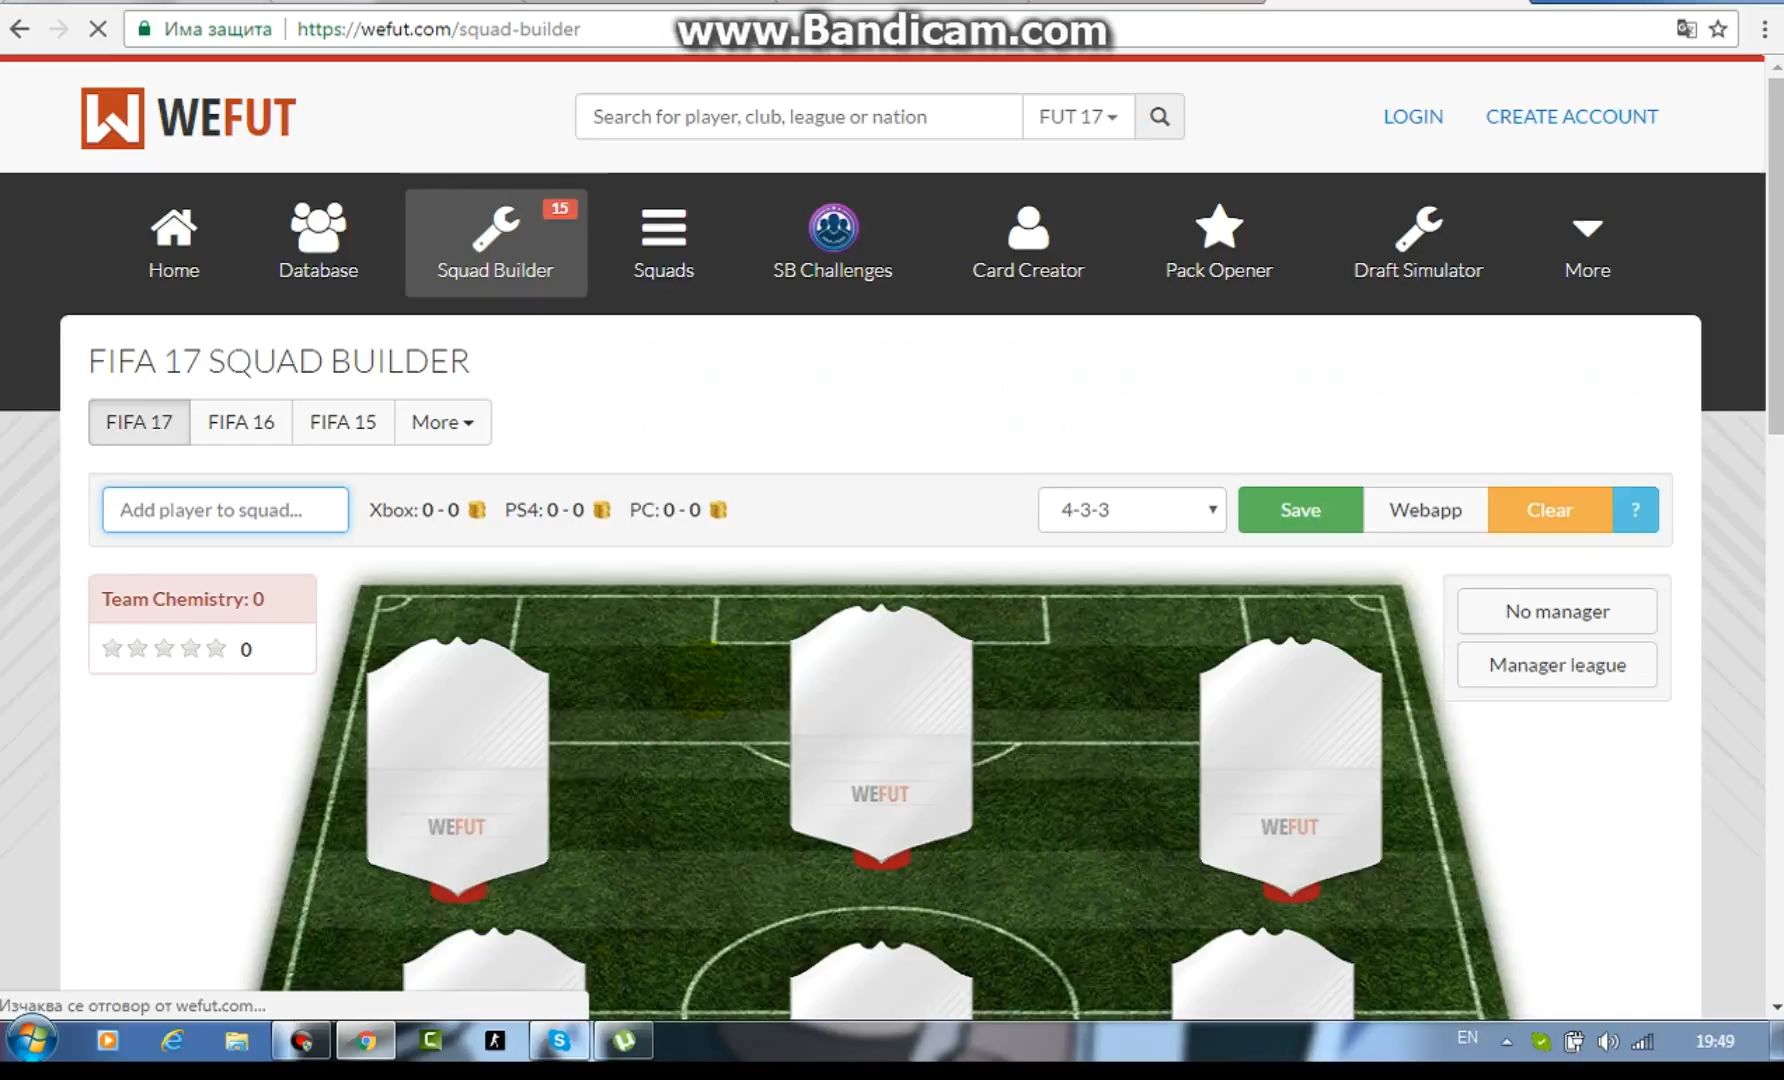 www.Bandicam.com
Има защита
https://wefut.com/squad-builder
WEFUT
Search for player, club, league or nation
FUT 17
LOGIN
CREATE ACCOUNT
Home
Database
Squad Builder
15
Squads
SB Challenges
Card Creator
Pack Opener
Draft Simulator
More
FIFA 17 SQUAD BUILDER
FIFA 17
FIFA 16
FIFA 15
More
Add player to squad...
Xbox: 0 - 0
PS4: 0 - 0
PC: 0 - 0
4-3-3
Save
Webapp
Clear
?
Team Chemistry: 0
0
No manager
Manager league
WEFUT
WEFUT
WEFUT
Изчаква се отговор от wefut.com...
EN
19:49